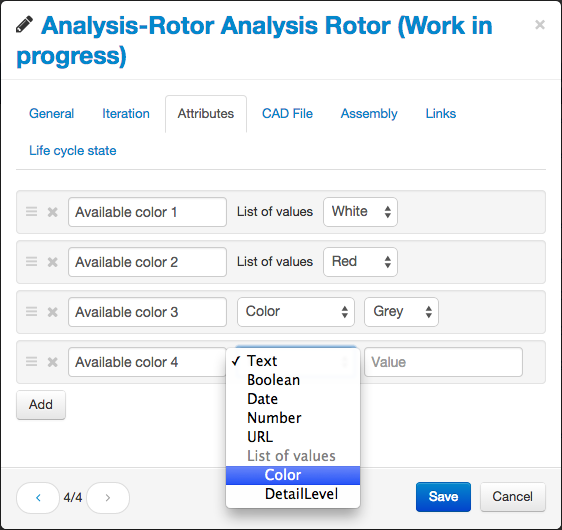 Analysis-Rotor Analysis Rotor (Work in
progress)
×
General Iteration Attributes CAD File Assembly Links
Life cycle state
Available color 1 List of values White
Available color 2 List of values Red
Available color 3 Color Grey
Available color 4 ✓ Text Value
Boolean
Date
Number
URL
List of values
Color
DetailLevel
Add
< 4/4 > Save Cancel